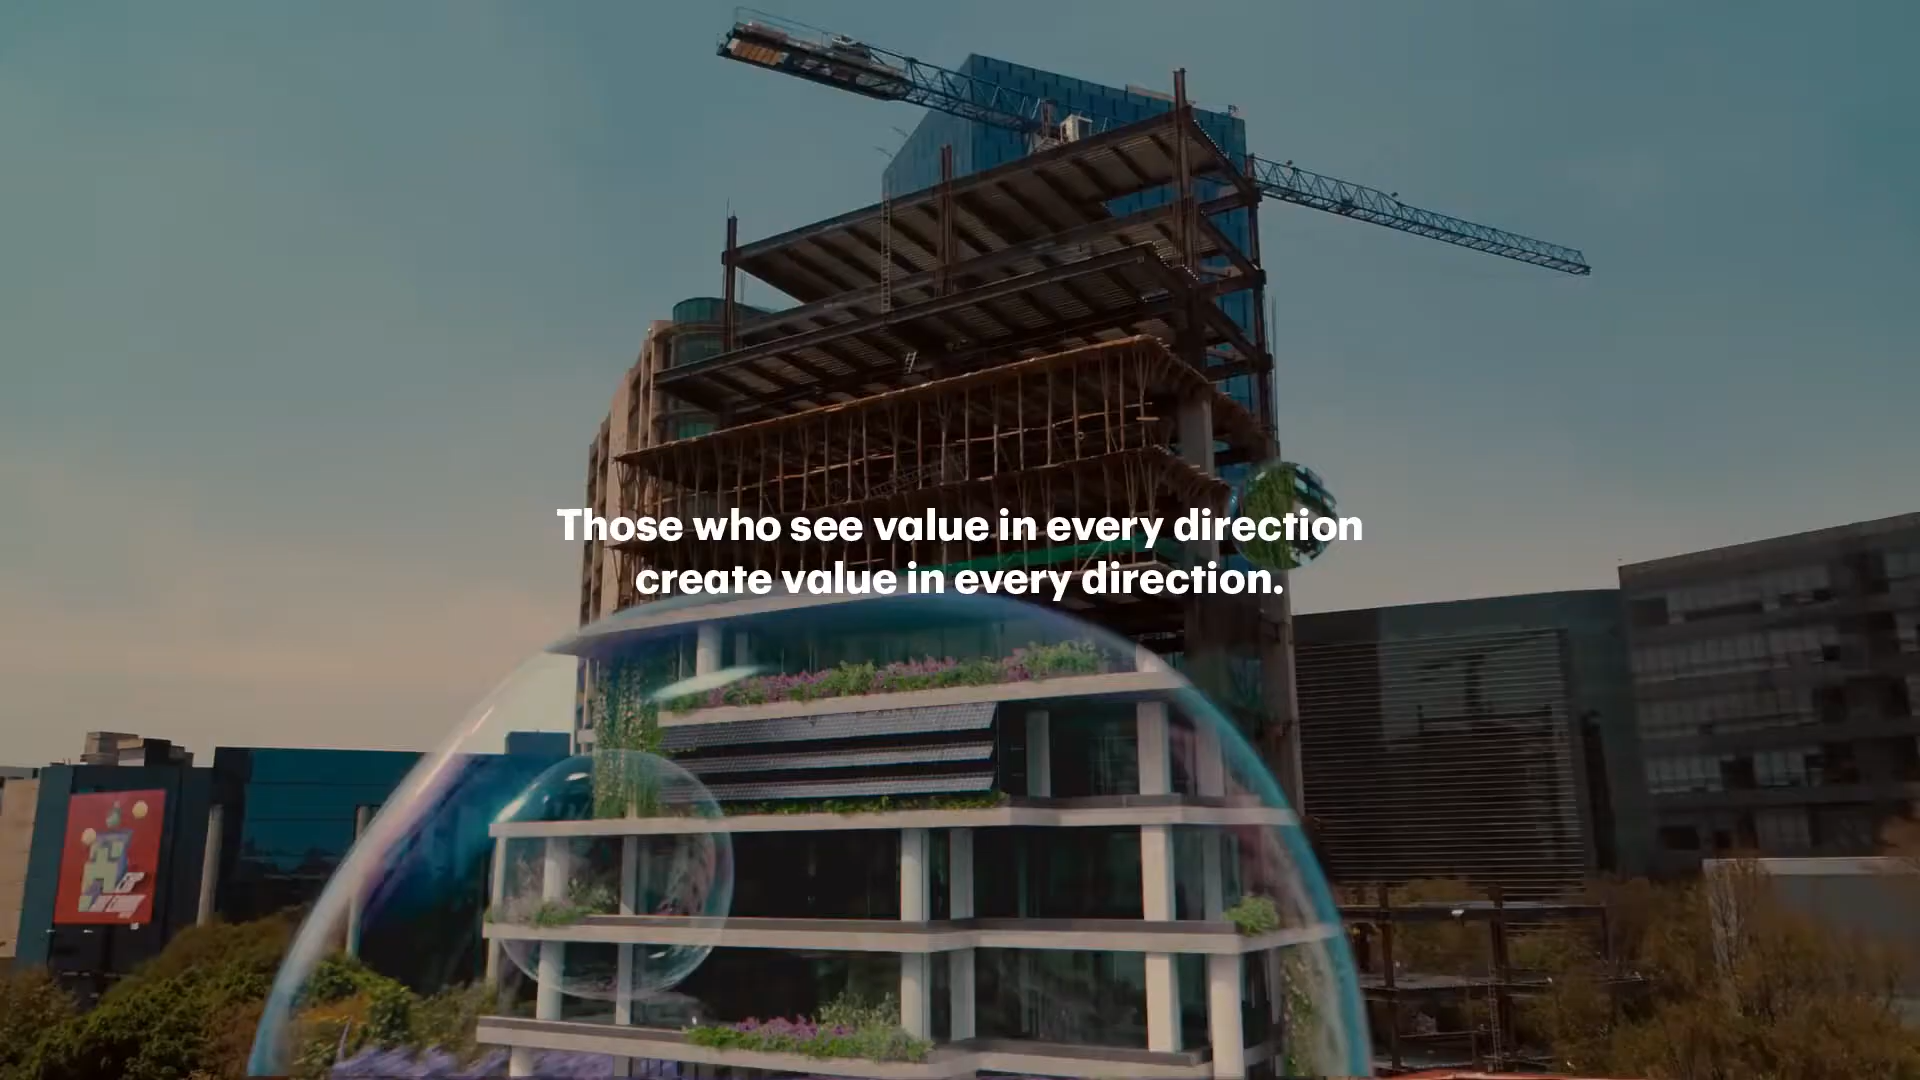 Those who see value in every direction
create value in every direction.